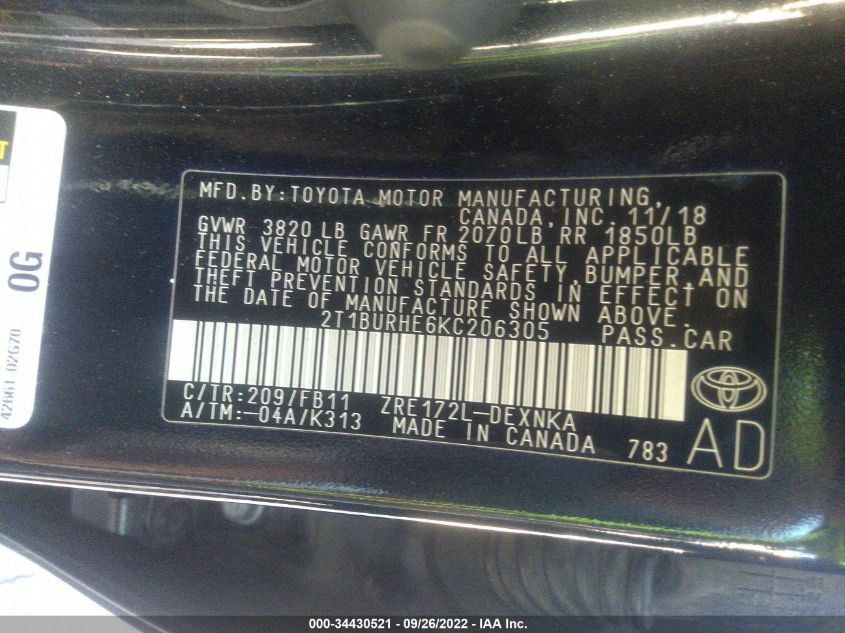 MFD.BY:TOYOTA MOTOR MANUFACTURING,
CANADA,INC. 11/18
GVWR 3820 LB GAWR FR 2070LB RR 1850LB
THIS VEHICLE CONFORMS TO ALL APPLICABLE
FEDERAL MOTOR VEHICLE SAFETY,BUMPER,AND
THEFT PREVENTION STANDARDS IN EFFECT ON
THE DATE OF MANUFACTURE SHOWN ABOVE.
2T1BURHE6KC206305 PASS.CAR
C/TR:209/FB11 ZRE172L-DEXNKA
A/TM:-04A/K313 MADE IN CANADA 783
AD
0G
42661-02G70
000-34430521 - 09/26/2022 - IAA Inc.